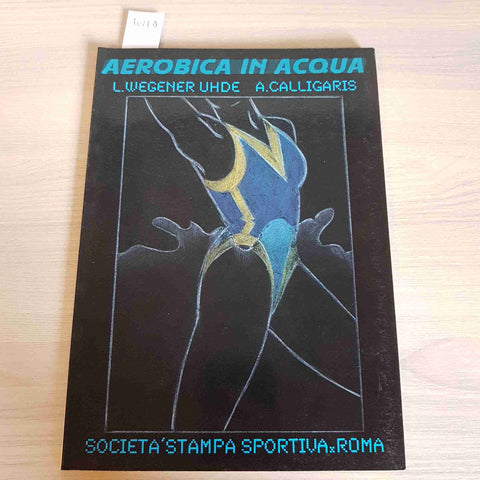 AEROBICA IN ACQUA
L.WEGENER UHDE A.CALLIGARIS
SOCIETA'STAMPA SPORTIVA x ROMA